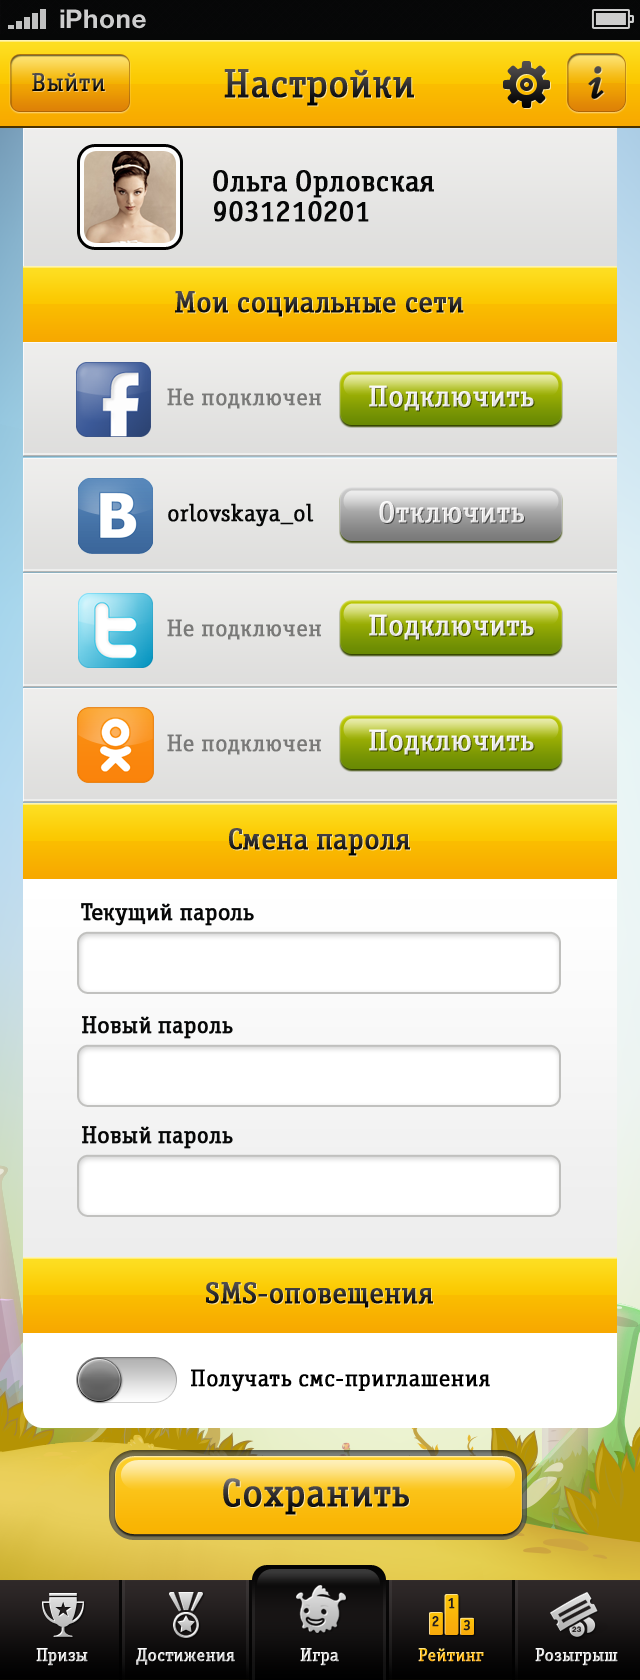 iPhone
Выйти
Настройки
i
Ольга Орловская
9031210201
Мои социальные сети
f
Не подключен
Подключить
В
orlovskaya_ol
Отключить
t
Не подключен
Подключить
Не подключен
Подключить
Смена пароля
Текущий пароль
Новый пароль
Новый пароль
SMS-оповещения
Получать смс-приглашения
Сохранить
1
2
3
23
Призы
Достижения
Игра
Рейтинг
Розыгрыш